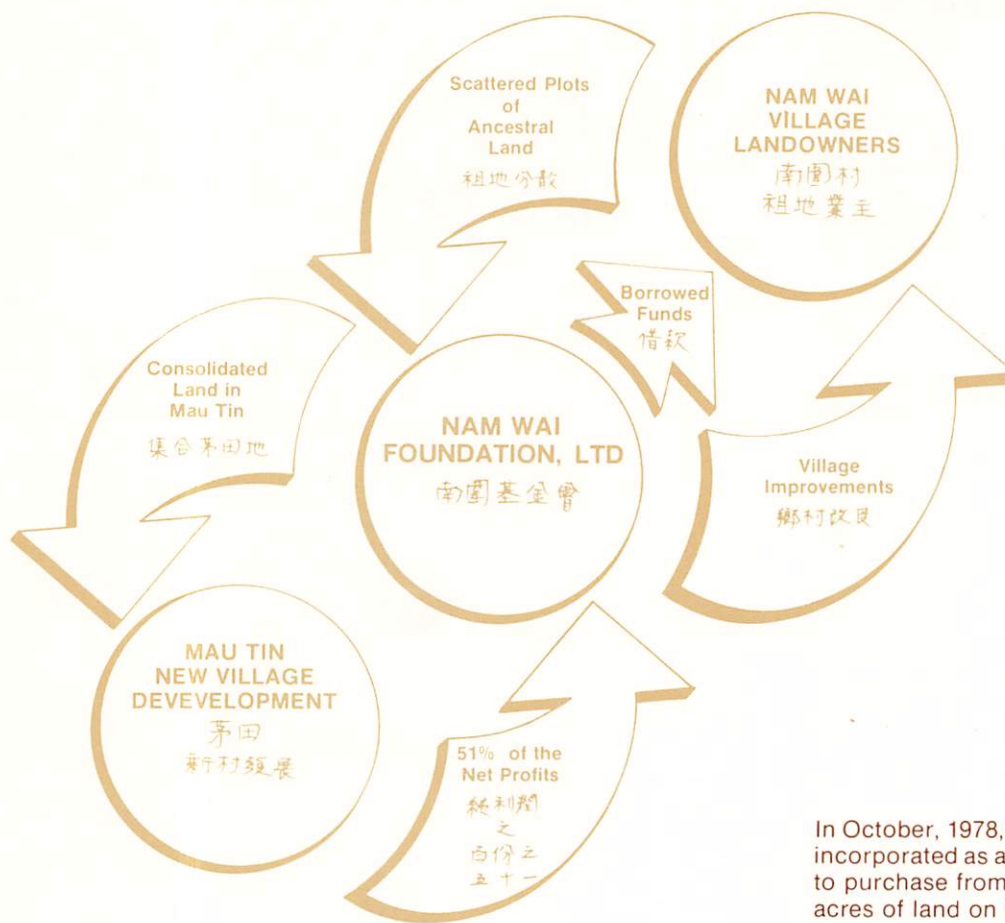 Scattered Plots
of
Ancestral
Land
祖地分散
NAM WAI
VILLAGE
LANDOWNERS
南圍村
祖地業主
Borrowed
Funds
借款
Consolidated
Land in
Mau Tin
集合茅田地
NAM WAI
FOUNDATION, LTD
南圍基金會
Village
Improvements
鄉村改良
MAU TIN
NEW VILLAGE
DEVEVELOPMENT
茅田
新村發展
51% of the
Net Profits
純利潤
之
百份之
五十一
In October, 1978,
incorporated as a
to purchase from
acres of land on